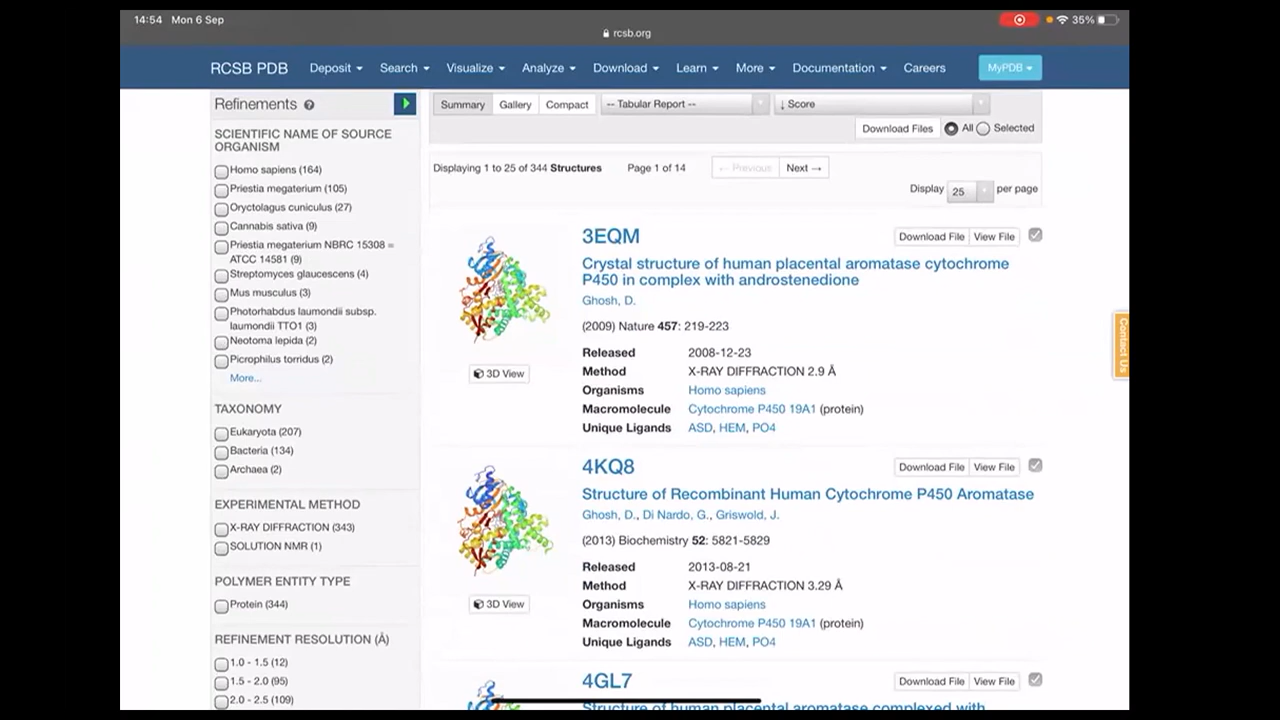 14:54 Mon 6 Sep 35%
rcsb.org
RCSB PDB Deposit Search Visualize Analyze Download Learn More Documentation Careers MyPDB
Refinements
SCIENTIFIC NAME OF SOURCE
ORGANISM
Homo sapiens (164)
Priestia megaterium (105)
Oryctolagus cuniculus (27)
Cannabis sativa (9)
Priestia megaterium NBRC 15308 =
ATCC 14581 (9)
Streptomyces glaucescens (4)
Mus musculus (3)
Photorhabdus laumondii subsp.
laumondii TTO1 (3)
Neotoma lepida (2)
Picrophilus torridus (2)
More...
TAXONOMY
Eukaryota (207)
Bacteria (134)
Archaea (2)
EXPERIMENTAL METHOD
X-RAY DIFFRACTION (343)
SOLUTION NMR (1)
POLYMER ENTITY TYPE
Protein (344)
REFINEMENT RESOLUTION (Å)
1.0 - 1.5 (12)
1.5 - 2.0 (95)
2.0 - 2.5 (109)
Summary Gallery Compact -- Tabular Report -- ↓ Score
Download Files All Selected
Displaying 1 to 25 of 344 Structures Page 1 of 14 ← Previous Next →
Display 25 per page
3EQM Download File View File
Crystal structure of human placental aromatase cytochrome
P450 in complex with androstenedione
Ghosh, D.
(2009) Nature 457: 219-223
Released 2008-12-23
Method X-RAY DIFFRACTION 2.9 Å
Organisms Homo sapiens
Macromolecule Cytochrome P450 19A1 (protein)
Unique Ligands ASD, HEM, PO4
3D View
4KQ8 Download File View File
Structure of Recombinant Human Cytochrome P450 Aromatase
Ghosh, D., Di Nardo, G., Griswold, J.
(2013) Biochemistry 52: 5821-5829
Released 2013-08-21
Method X-RAY DIFFRACTION 3.29 Å
Organisms Homo sapiens
Macromolecule Cytochrome P450 19A1 (protein)
Unique Ligands ASD, HEM, PO4
3D View
4GL7 Download File View File
Structure of human placental aromatase complexed with
Contact Us